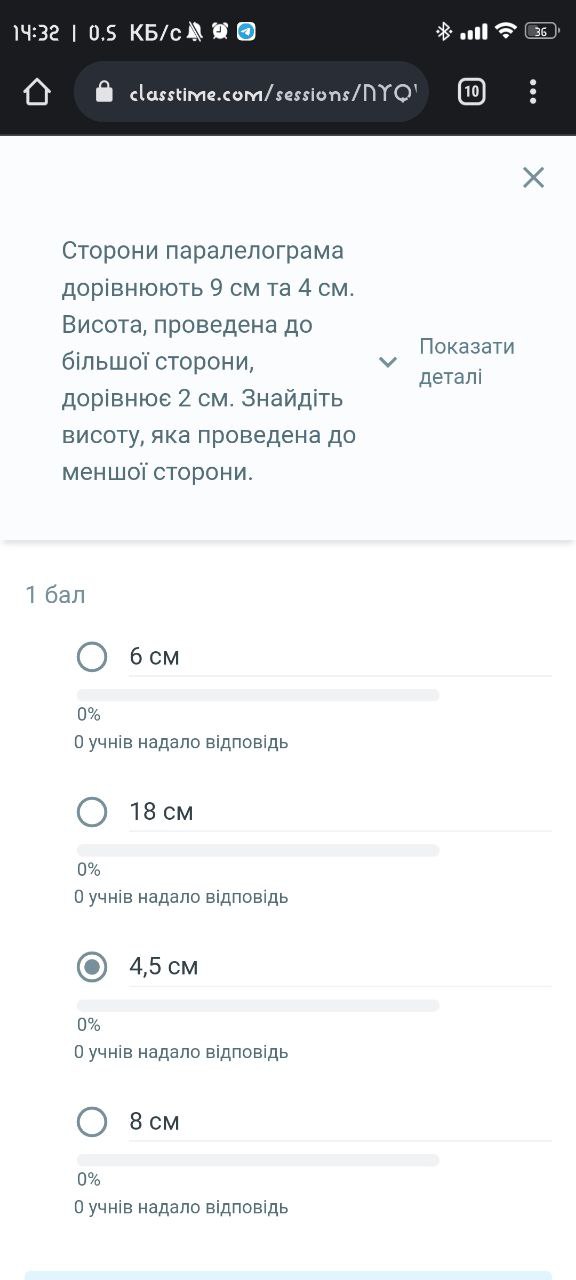 14:32 | 0.5 КБ/с
36
classtime.com/sessions/
10
Сторони паралелограма
дорівнюють 9 см та 4 см.
Висота, проведена до
більшої сторони,
дорівнює 2 см. Знайдіть
висоту, яка проведена до
меншої сторони.
Показати
деталі
1 бал
6 см
0%
0 учнів надало відповідь
18 см
0%
0 учнів надало відповідь
4,5 см
0%
0 учнів надало відповідь
8 см
0%
0 учнів надало відповідь